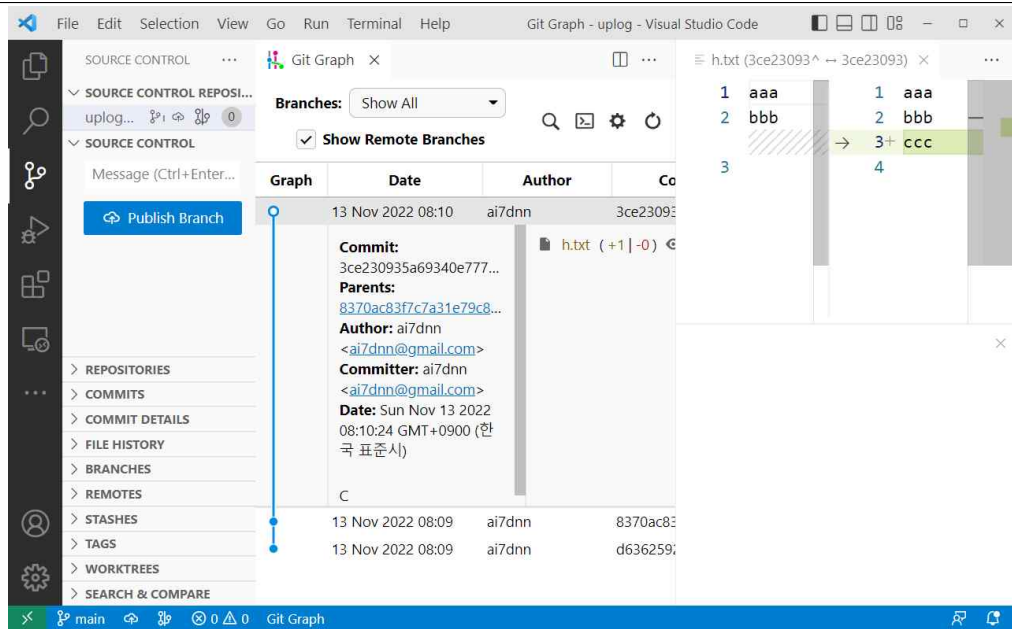 File Edit Selection View Go Run Terminal Help Git Graph - uplog - Visual Studio Code
SOURCE CONTROL
SOURCE CONTROL REPOSI...
uplog... 0
SOURCE CONTROL
Message (Ctrl+Enter...
Publish Branch
REPOSITORIES
COMMITS
COMMIT DETAILS
FILE HISTORY
BRANCHES
REMOTES
STASHES
TAGS
WORKTREES
SEARCH & COMPARE
Git Graph
Branches: Show All
Show Remote Branches
Graph Date Author Co
13 Nov 2022 08:10 ai7dnn 3ce23093
Commit:
3ce230935a69340e777...
Parents:
8370ac83f7c7a31e79c8...
Author: ai7dnn
<ai7dnn@gmail.com>
Committer: ai7dnn
<ai7dnn@gmail.com>
Date: Sun Nov 13 2022
08:10:24 GMT+0900 (한
국 표준시)
C
h.txt (+1|-0)
13 Nov 2022 08:09 ai7dnn 8370ac83
13 Nov 2022 08:09 ai7dnn d6362592
h.txt (3ce23093^ ↔ 3ce23093)
1 aaa
2 bbb
3
1 aaa
2 bbb
3+ ccc
4
main 0 0 Git Graph